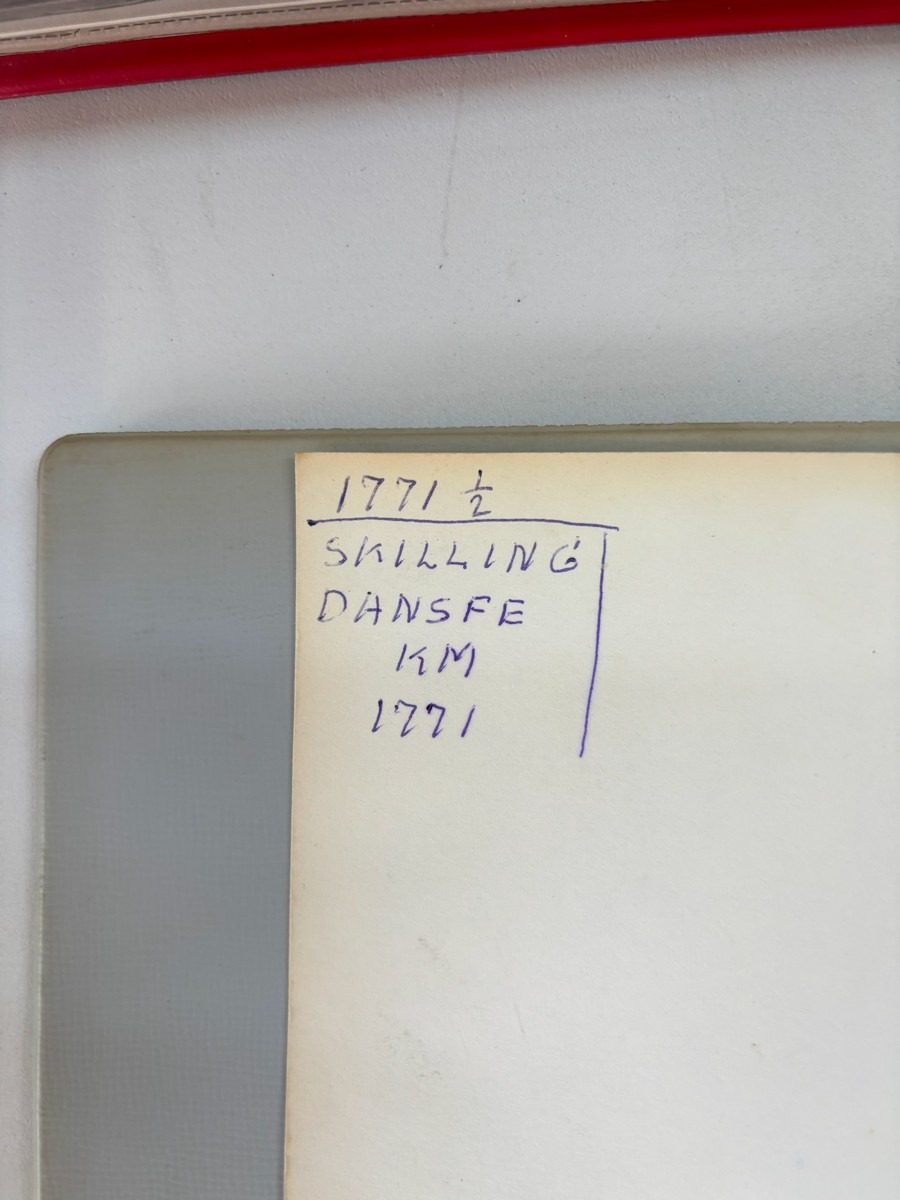 1771 ½
SKILLING
DANSFE
KM
1771